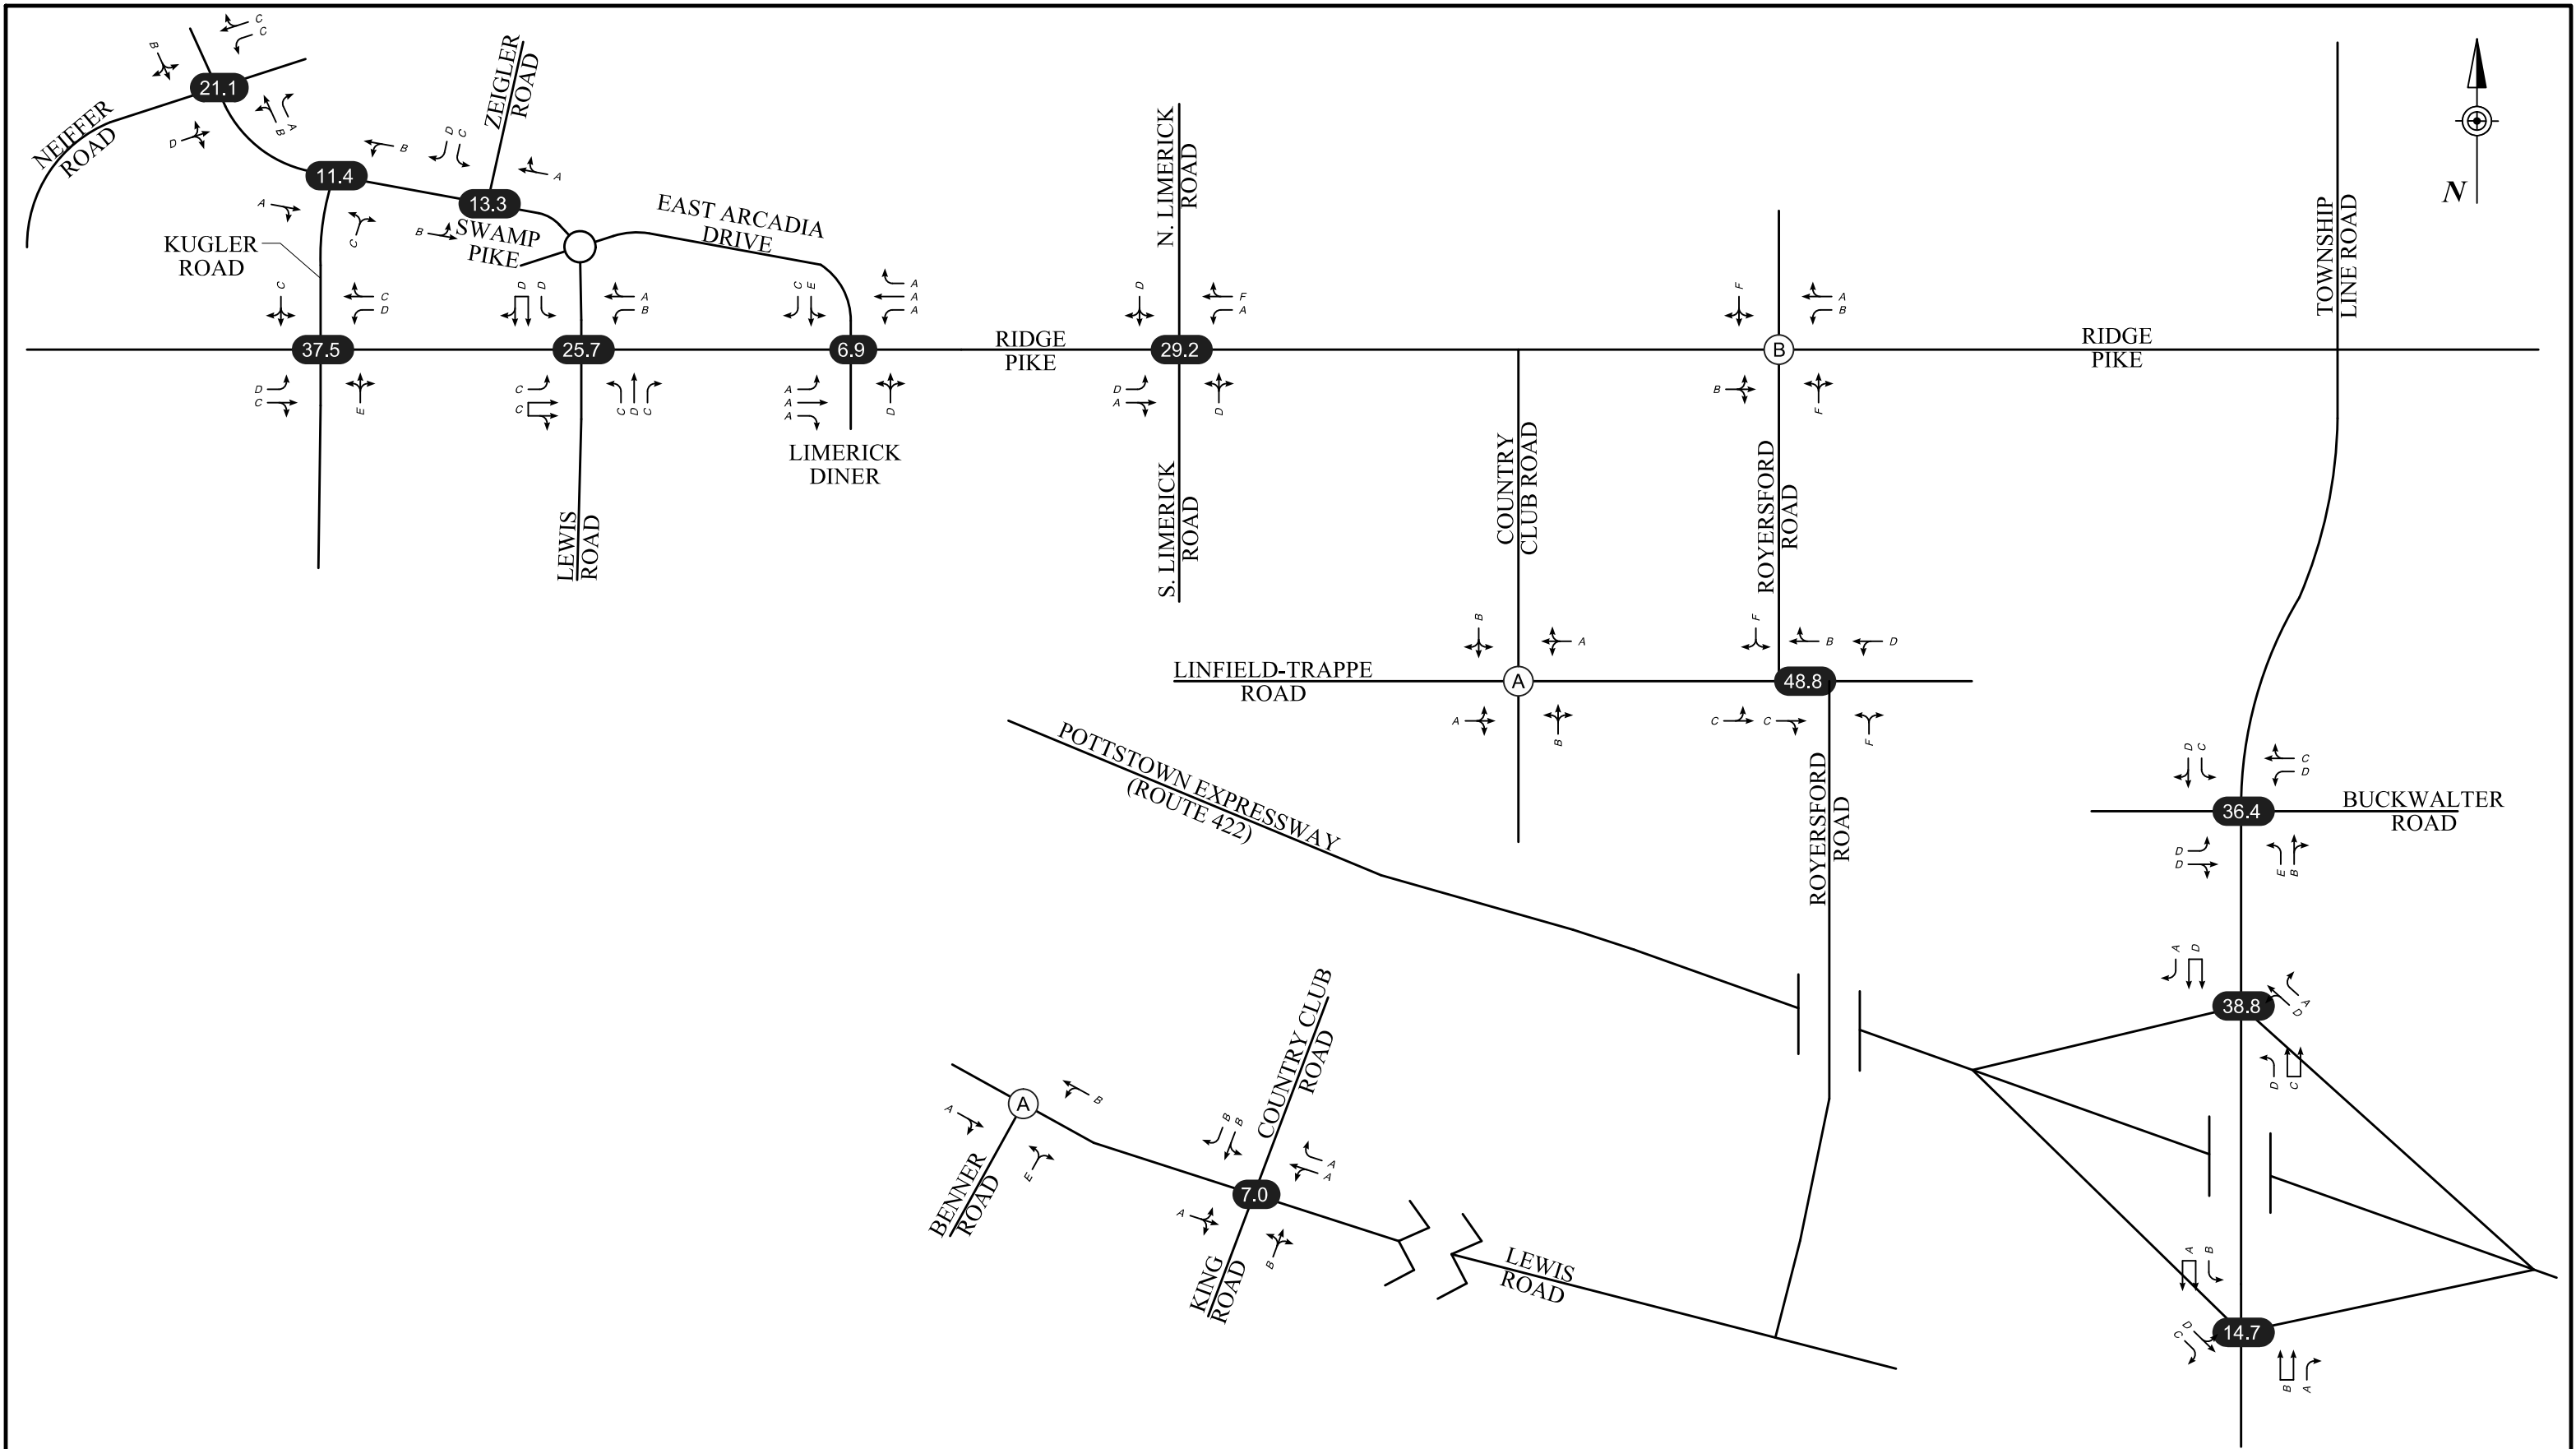 C
C
B
21.1
B
A
D
NEIFFER
ROAD
ZEIGLER
ROAD
D
C
B
A
11.4
13.3
A
C
B
SWAMP
PIKE
KUGLER
ROAD
EAST ARCADIA
DRIVE
N. LIMERICK
ROAD
TOWNSHIP
LINE ROAD
N
C
C
D
37.5
D
C
E
D
D
A
B
25.7
C
C
C
D
C
LEWIS
ROAD
C
E
A
A
A
6.9
A
A
A
D
LIMERICK
DINER
RIDGE
PIKE
D
F
A
29.2
D
A
D
S. LIMERICK
ROAD
F
A
B
B
B
F
RIDGE
PIKE
COUNTRY
CLUB ROAD
ROYERSFORD
ROAD
B
A
A
A
B
LINFIELD-TRAPPE
ROAD
F
B
D
48.8
C
C
F
POTTSTOWN EXPRESSWAY
(ROUTE 422)
ROYERSFORD
ROAD
D
C
C
D
36.4
D
D
E
B
BUCKWALTER
ROAD
A
D
38.8
A
D
D
C
A
A
B
E
BENNER
ROAD
COUNTRY CLUB
ROAD
B
B
A
A
7.0
A
B
KING
ROAD
LEWIS
ROAD
A
B
D
C
14.7
B
A